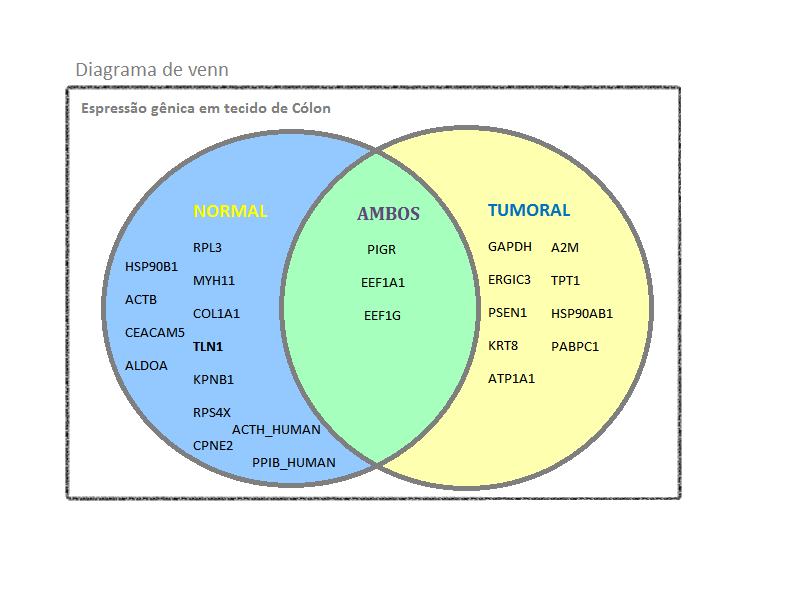 Diagrama de venn
Espressão gênica em tecido de Cólon
NORMAL
HSP90B1
ACTB
CEACAM5
ALDOA
RPL3
MYH11
COL1A1
TLN1
KPNB1
RPS4X
CPNE2
ACTH_HUMAN
PPIB_HUMAN
AMBOS
PIGR
EEF1A1
EEF1G
TUMORAL
GAPDH
ERGIC3
PSEN1
KRT8
ATP1A1
A2M
TPT1
HSP90AB1
PABPC1